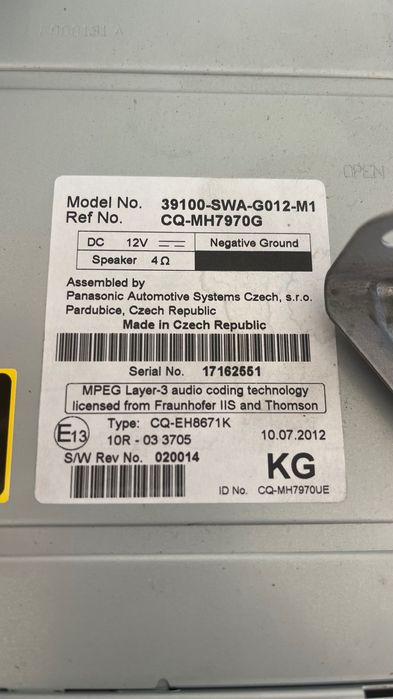 OPEN
Model No. 39100-SWA-G012-M1
Ref No. CQ-MH7970G
DC 12V Negative Ground
Speaker 4Ω
Assembled by
Panasonic Automotive Systems Czech, s.r.o.
Pardubice, Czech Republic
Made in Czech Republic
Serial No. 17162551
MPEG Layer-3 audio coding technology
licensed from Fraunhofer IIS and Thomson
E13 Type: CQ-EH8671K
10R - 03 3705 10.07.2012
S/W Rev No. 020014 KG
ID No. CQ-MH7970UE